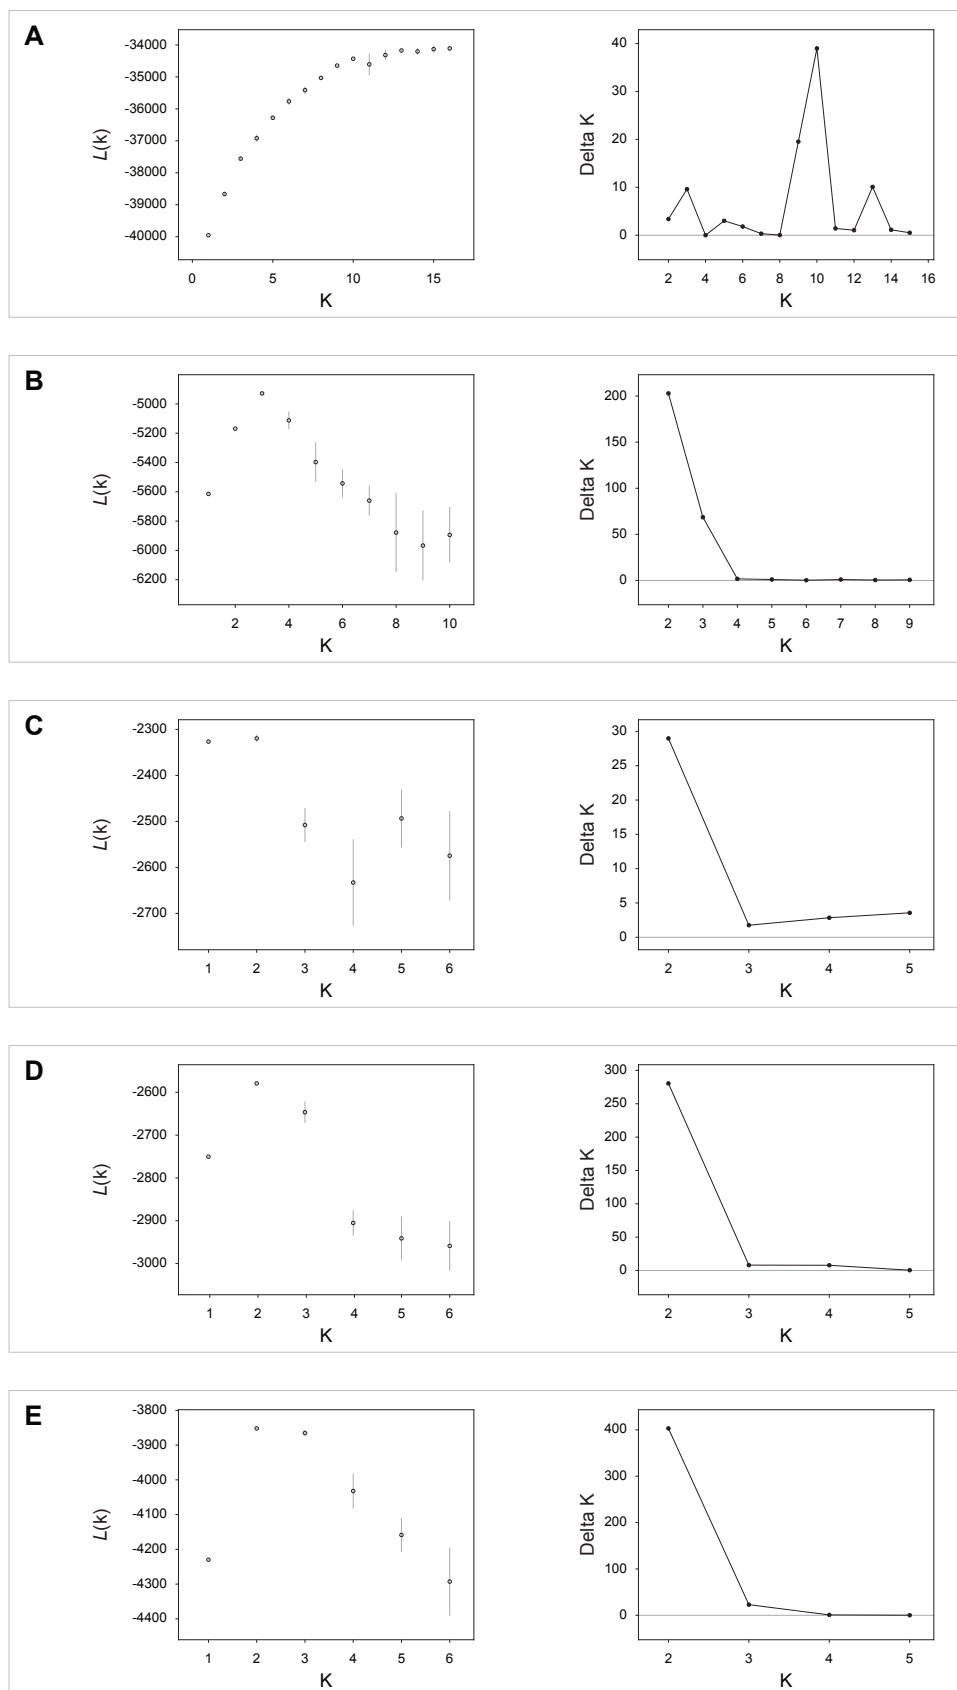 A
-34000
-35000
-36000
-37000
-38000
-39000
-40000
L(k)
0 5 10 15
K
40
30
20
10
0
Delta K
2 4 6 8 10 12 14 16
K
B
-5000
-5200
-5400
-5600
-5800
-6000
-6200
L(k)
2 4 6 8 10
K
200
150
100
50
0
Delta K
2 3 4 5 6 7 8 9
K
C
-2300
-2400
-2500
-2600
-2700
L(k)
1 2 3 4 5 6
K
30
25
20
15
10
5
0
Delta K
2 3 4 5
K
D
-2600
-2700
-2800
-2900
-3000
L(k)
1 2 3 4 5 6
K
300
250
200
150
100
50
0
Delta K
2 3 4 5
K
E
-3800
-3900
-4000
-4100
-4200
-4300
-4400
L(k)
1 2 3 4 5 6
K
400
300
200
100
0
Delta K
2 3 4 5
K